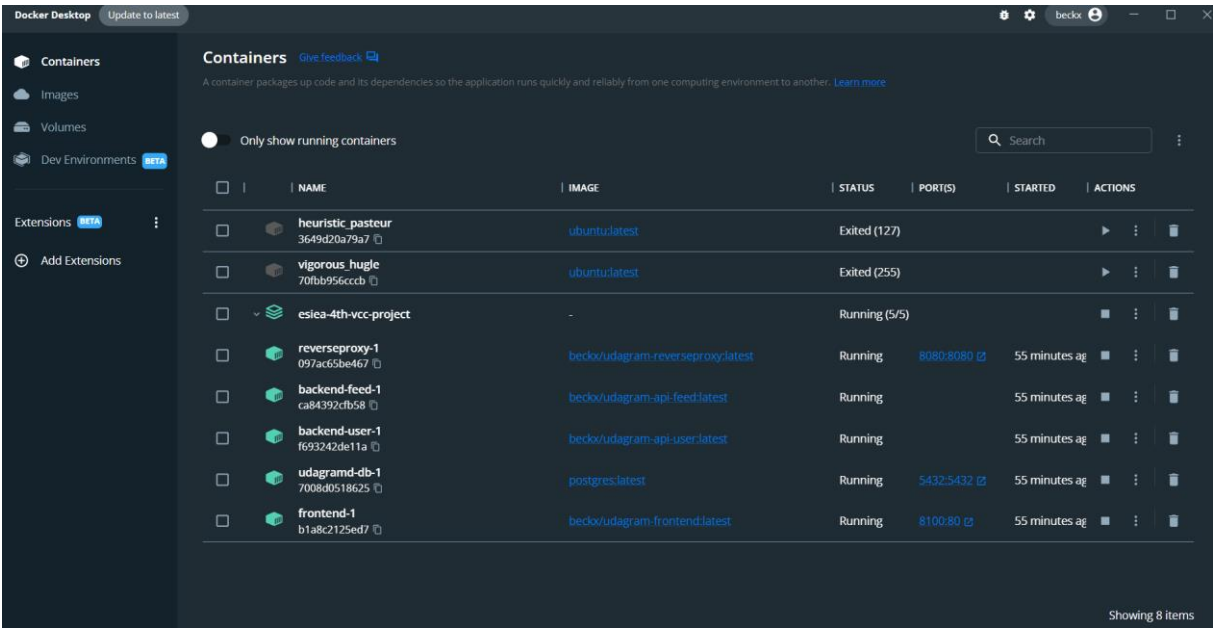 Docker Desktop Update to latest beckx
Containers
Images
Volumes
Dev Environments BETA
Extensions BETA
Add Extensions
Containers Give feedback
A container packages up code and its dependencies so the application runs quickly and reliably from one computing environment to another. Learn more
Only show running containers Search
NAME IMAGE STATUS PORT(S) STARTED ACTIONS
heuristic_pasteur
3649d20a79a7
ubuntu:latest Exited (127)
vigorous_hugle
70fbb956cccb
ubuntu:latest Exited (255)
esiea-4th-vcc-project - Running (5/5)
reverseproxy-1
097ac65be467
beckx/udagram-reverseproxy:latest Running 8080:8080 55 minutes ag
backend-feed-1
ca84392cfb58
beckx/udagram-api-feed:latest Running 55 minutes ag
backend-user-1
f693242de11a
beckx/udagram-api-user:latest Running 55 minutes ag
udagramd-db-1
7008d0518625
postgres:latest Running 5432:5432 55 minutes ag
frontend-1
b1a8c2125ed7
beckx/udagram-frontend:latest Running 8100:80 55 minutes ag
Showing 8 items